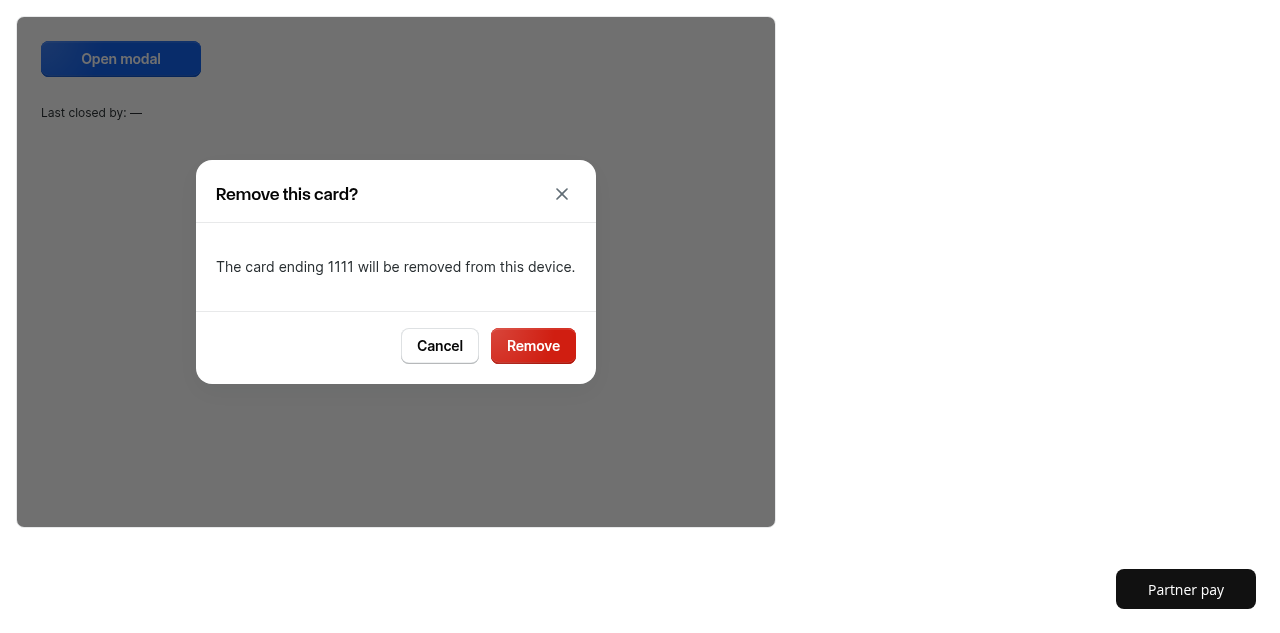 Open modal
Last closed by: —
Remove this card?
The card ending 1111 will be removed from this device.
Cancel
Remove
Partner pay